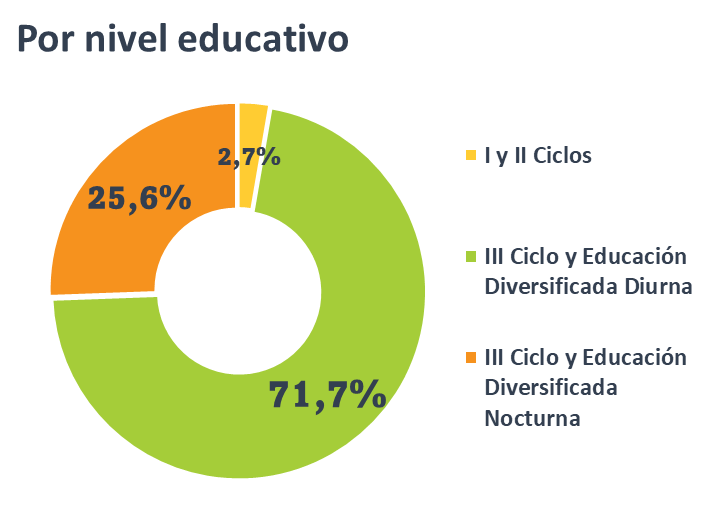 Por nivel educativo
2,7%
25,6%
71,7%
I y II Ciclos
III Ciclo y Educación
Diversificada Diurna
III Ciclo y Educación
Diversificada
Nocturna